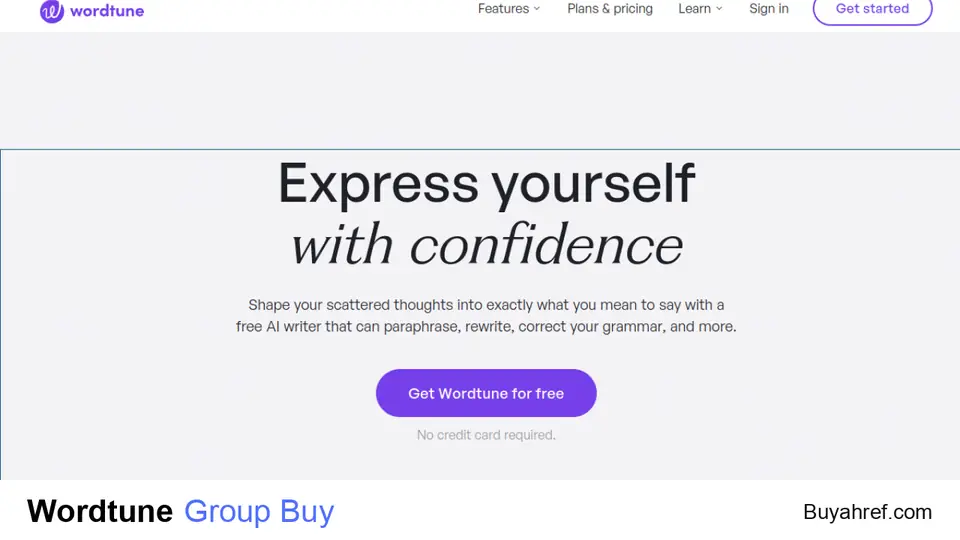 wordtune
Features Plans & pricing Learn Sign in Get started
Express yourself
with confidence
Shape your scattered thoughts into exactly what you mean to say with a
free AI writer that can paraphrase, rewrite, correct your grammar, and more.
Get Wordtune for free
No credit card required.
Wordtune Group Buy
Buyahref.com